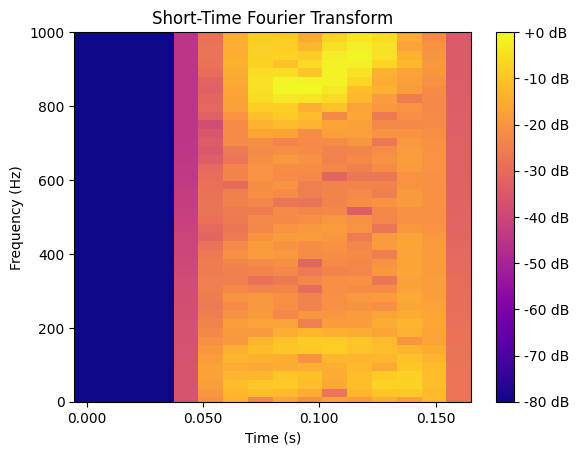 Short-Time Fourier Transform
Frequency (Hz)
1000
800
600
400
200
0
0.000
0.050
0.100
0.150
Time (s)
+0 dB
-10 dB
-20 dB
-30 dB
-40 dB
-50 dB
-60 dB
-70 dB
-80 dB